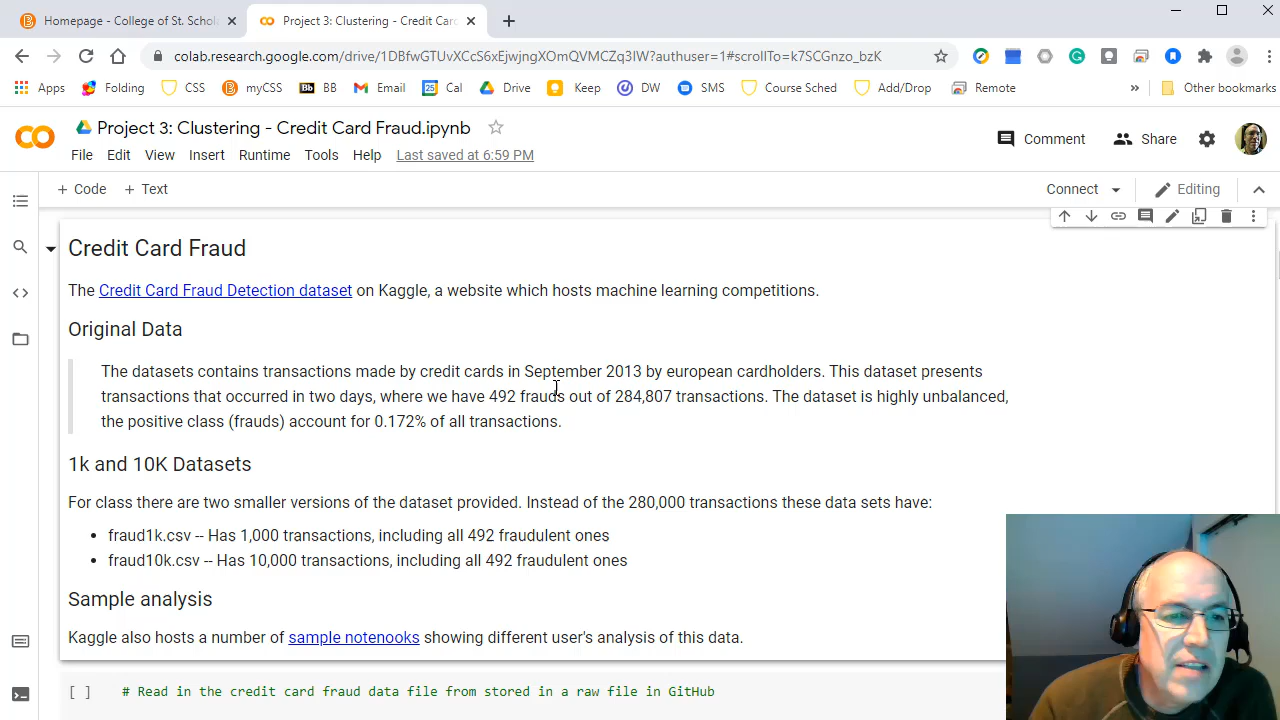 Homepage - College of St. Schol
Project 3: Clustering - Credit Car
colab.research.google.com/drive/1DBfwGTUvXCcS6xEjwjngXOmQVMCZq3IW?authuser=1#scrollTo=k7SCGnzo_bzK
Apps Folding CSS mCSS BB Email Cal Drive Keep DW SMS Course Sched Add/Drop Remote » Other bookmarks
Project 3: Clustering - Credit Card Fraud.ipynb
Comment Share
File Edit View Insert Runtime Tools Help Last saved at 6:59 PM
+ Code + Text Connect Editing
Credit Card Fraud
The Credit Card Fraud Detection dataset on Kaggle, a website which hosts machine learning competitions.
Original Data
The datasets contains transactions made by credit cards in September 2013 by european cardholders. This dataset presents
transactions that occurred in two days, where we have 492 frauds out of 284,807 transactions. The dataset is highly unbalanced,
the positive class (frauds) account for 0.172% of all transactions.
1k and 10K Datasets
For class there are two smaller versions of the dataset provided. Instead of the 280,000 transactions these data sets have:
• fraud1k.csv -- Has 1,000 transactions, including all 492 fraudulent ones
• fraud10k.csv -- Has 10,000 transactions, including all 492 fraudulent ones
Sample analysis
Kaggle also hosts a number of sample notenooks showing different user's analysis of this data.
[ ] # Read in the credit card fraud data file from stored in a raw file in GitHub